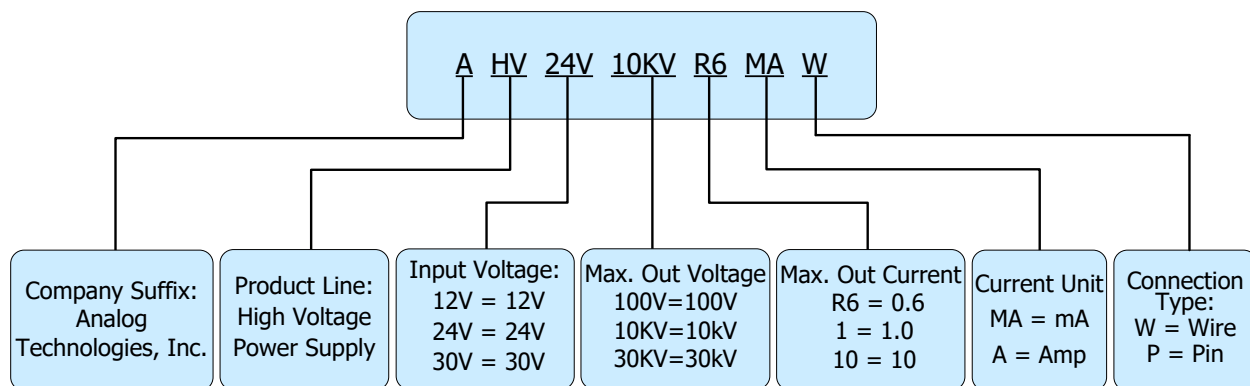 A HV 24V 10KV R6 MA W
Company Suffix:
Analog
Technologies, Inc.
Product Line:
High Voltage
Power Supply
Input Voltage:
12V = 12V
24V = 24V
30V = 30V
Max. Out Voltage
100V=100V
10KV=10kV
30KV=30kV
Max. Out Current
R6 = 0.6
1 = 1.0
10 = 10
Current Unit
MA = mA
A = Amp
Connection
Type:
W = Wire
P = Pin